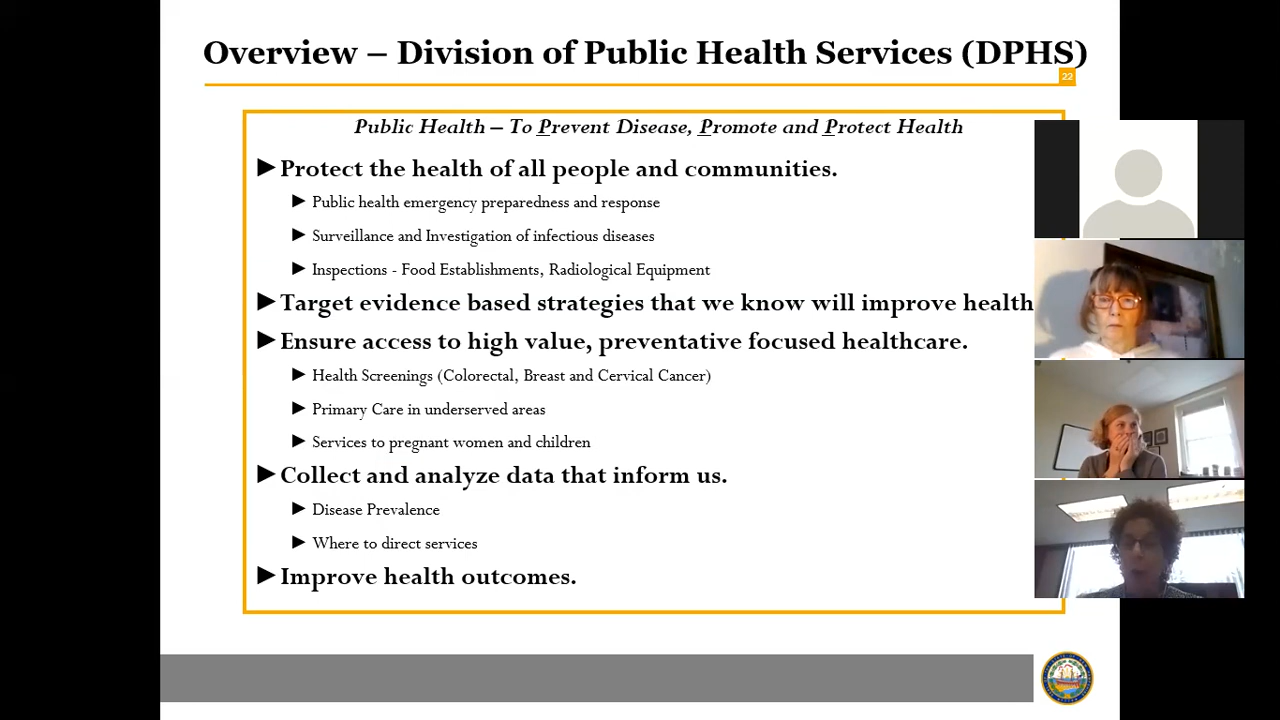 Overview – Division of Public Health Services (DPHS)
22
Public Health – To Prevent Disease, Promote and Protect Health
►Protect the health of all people and communities.
► Public health emergency preparedness and response
► Surveillance and Investigation of infectious diseases
► Inspections - Food Establishments, Radiological Equipment
►Target evidence based strategies that we know will improve health
►Ensure access to high value, preventative focused healthcare.
► Health Screenings (Colorectal, Breast and Cervical Cancer)
► Primary Care in underserved areas
► Services to pregnant women and children
►Collect and analyze data that inform us.
► Disease Prevalence
► Where to direct services
►Improve health outcomes.